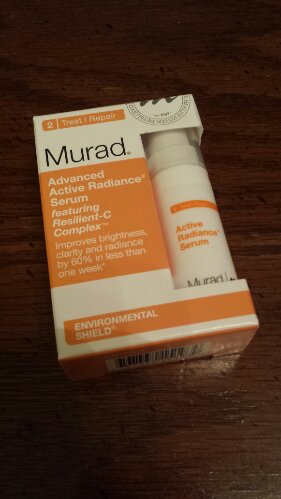 2 Treat / Repair
Murad®
Advanced
Active Radiance®
Serum
featuring
Resilient-C
Complex™
Improves brightness,
clarity and radiance
by 60% in less than
one week*
ENVIRONMENTAL
SHIELD®
Active
Radiance®
Serum
Murad